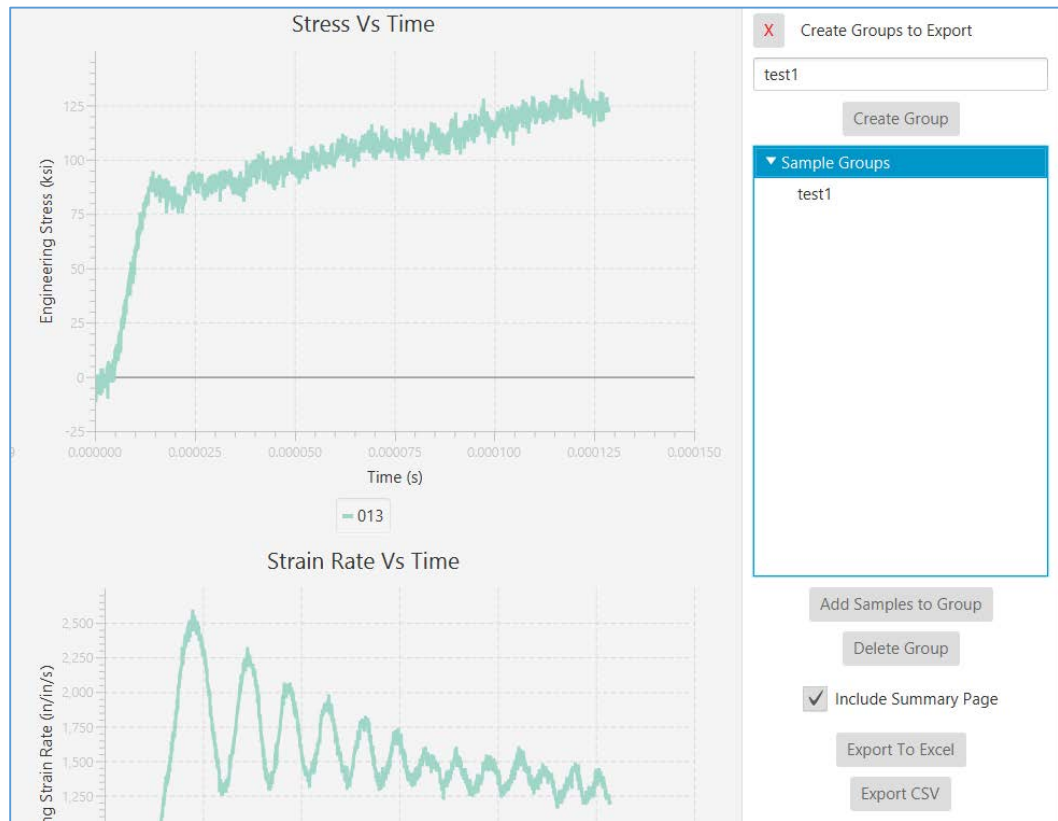 Stress Vs Time
125
100
75
50
25
0
-25
Engineering Stress (ksi)
9
0.000000 0.000025 0.000050 0.000075 0.000100 0.000125 0.000150
Time (s)
013
Strain Rate Vs Time
2,500
2,250
2,000
1,750
1,500
1,250
ng Strain Rate (in/in/s)
X Create Groups to Export
test1
Create Group
Sample Groups
test1
Add Samples to Group
Delete Group
Include Summary Page
Export To Excel
Export CSV